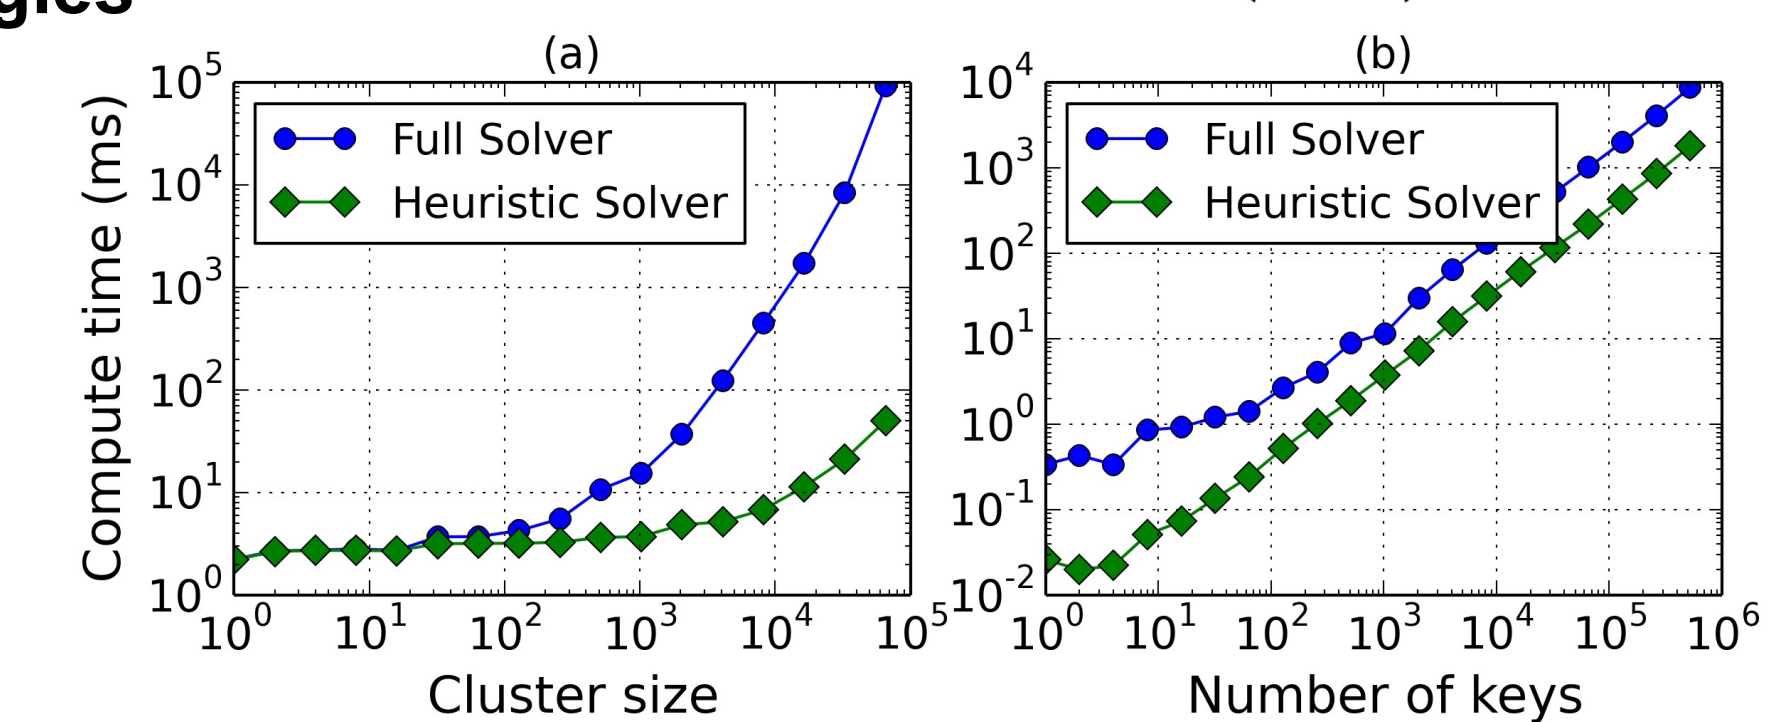 (a)
10^5
10^4
10^3
10^2
10^1
10^0
Compute time (ms)
Full Solver
Heuristic Solver
10^0 10^1 10^2 10^3 10^4 10^5
Cluster size
(b)
10^4
10^3
10^2
10^1
10^0
10^-1
10^-2
Full Solver
Heuristic Solver
10^0 10^1 10^2 10^3 10^4 10^5 10^6
Number of keys